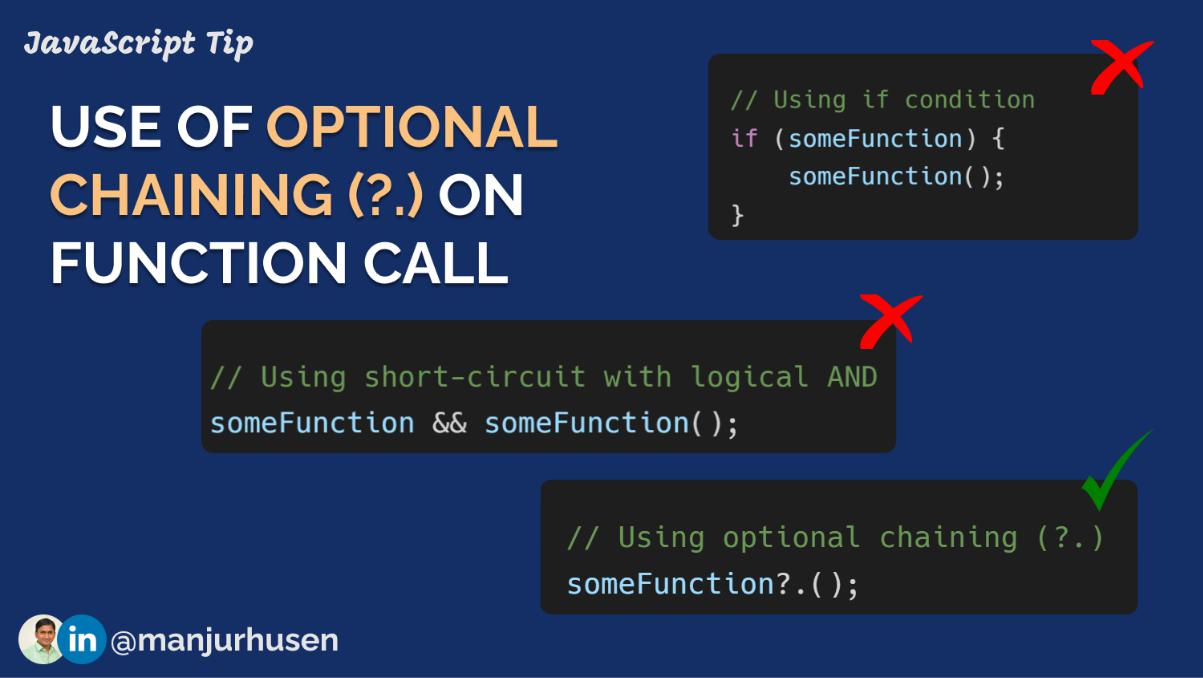 JavaScript Tip
USE OF OPTIONAL
CHAINING (?.) ON
FUNCTION CALL
// Using if condition
if (someFunction) {
    someFunction();
}
// Using short-circuit with logical AND
someFunction && someFunction();
// Using optional chaining (?.)
someFunction?.();
in @manjurhusen